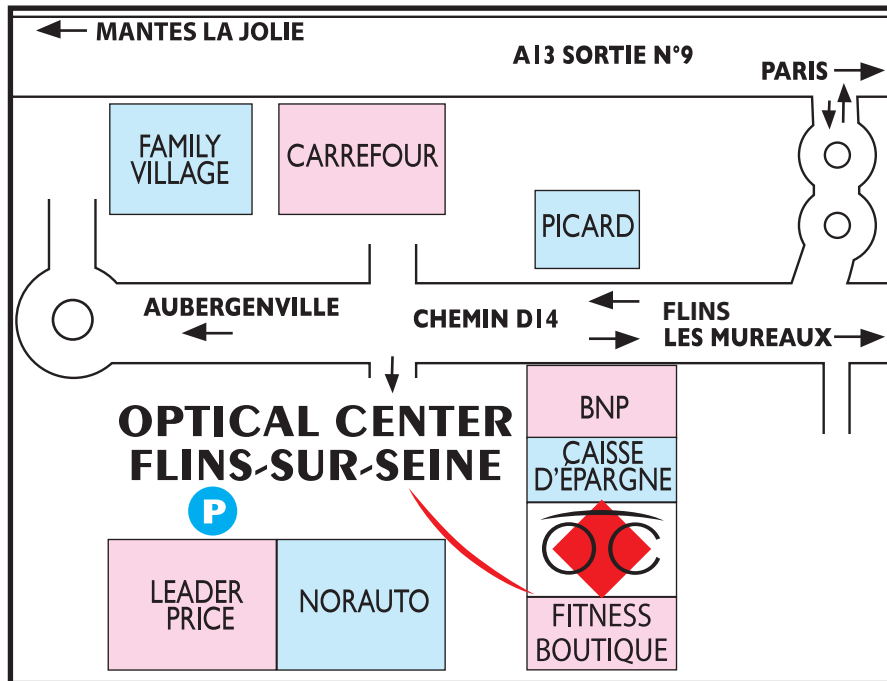 MANTES LA JOLIE
A13 SORTIE N°9
PARIS
FAMILY
VILLAGE
CARREFOUR
PICARD
AUBERGENVILLE
CHEMIN D14
FLINS
LES MUREAUX
OPTICAL CENTER
FLINS-SUR-SEINE
BNP
CAISSE
D'ÉPARGNE
OC
P
LEADER
PRICE
NORAUTO
FITNESS
BOUTIQUE